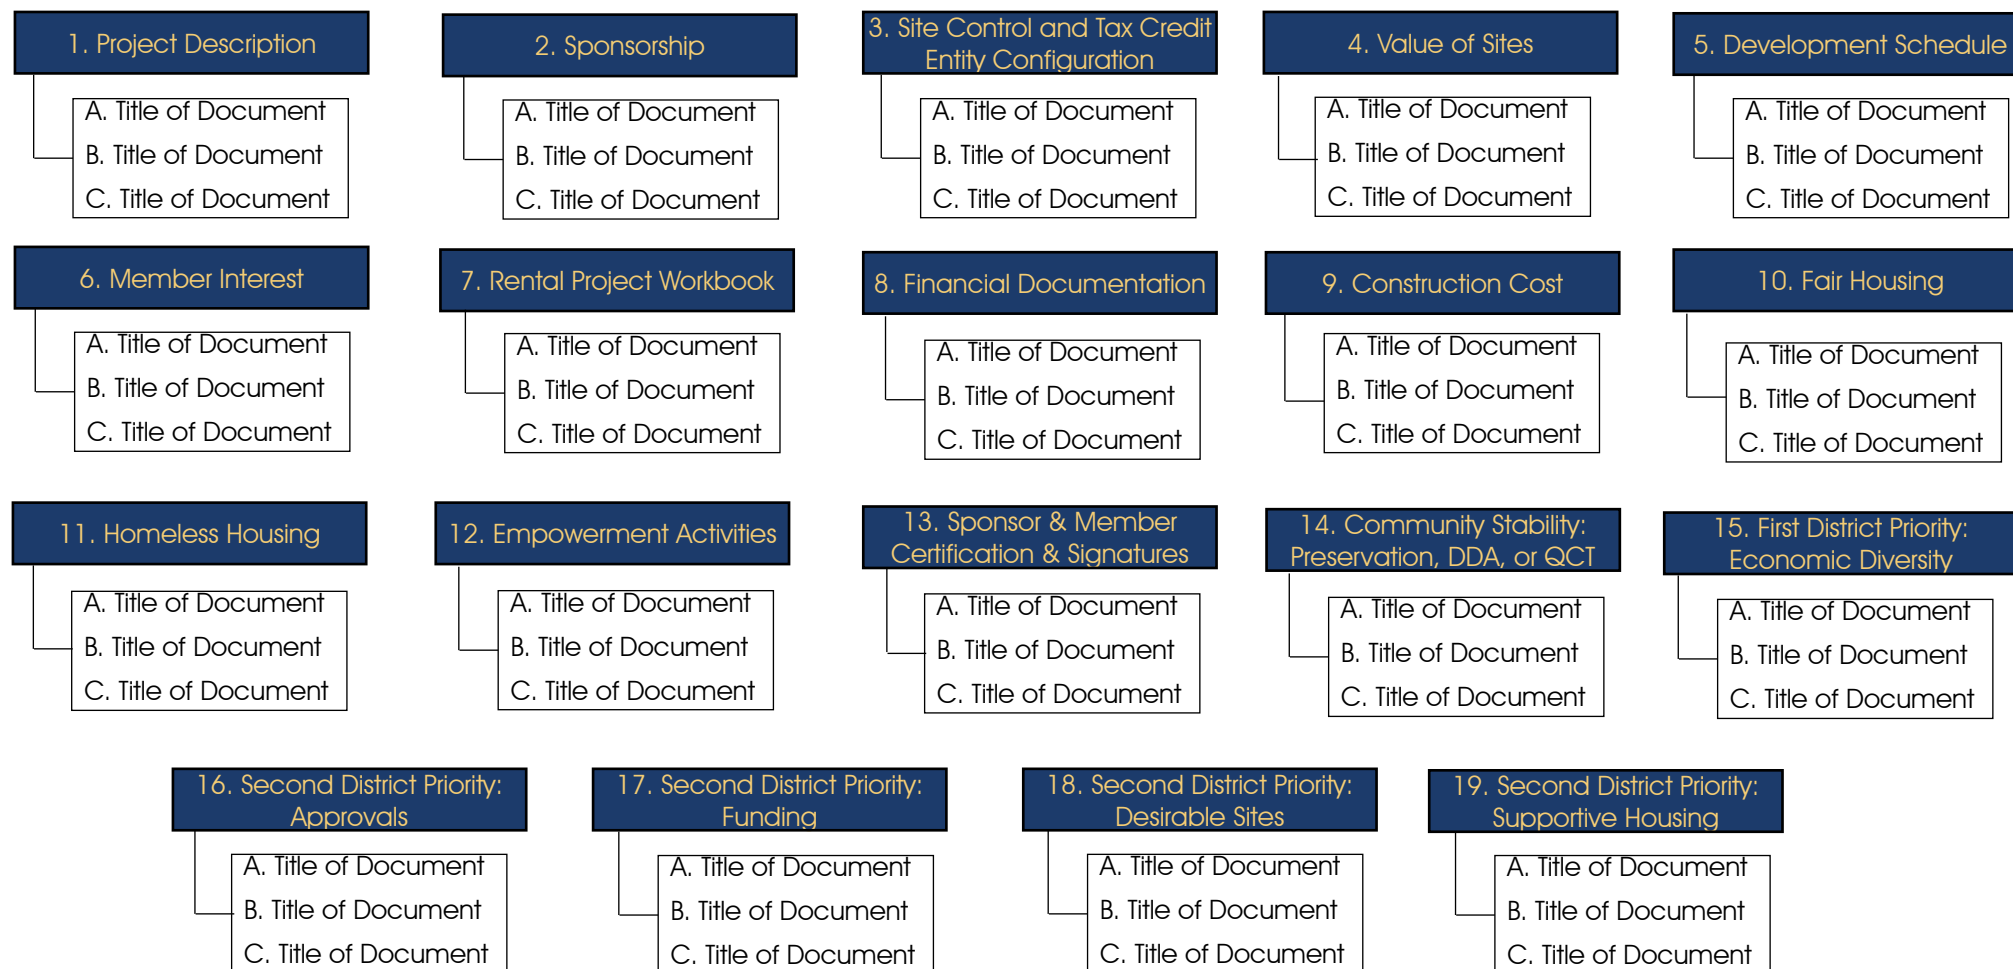 1. Project Description
A. Title of Document
B. Title of Document
C. Title of Document
2. Sponsorship
A. Title of Document
B. Title of Document
C. Title of Document
3. Site Control and Tax Credit
Entity Configuration
A. Title of Document
B. Title of Document
C. Title of Document
4. Value of Sites
A. Title of Document
B. Title of Document
C. Title of Document
5. Development Schedule
A. Title of Document
B. Title of Document
C. Title of Document
6. Member Interest
A. Title of Document
B. Title of Document
C. Title of Document
7. Rental Project Workbook
A. Title of Document
B. Title of Document
C. Title of Document
8. Financial Documentation
A. Title of Document
B. Title of Document
C. Title of Document
9. Construction Cost
A. Title of Document
B. Title of Document
C. Title of Document
10. Fair Housing
A. Title of Document
B. Title of Document
C. Title of Document
11. Homeless Housing
A. Title of Document
B. Title of Document
C. Title of Document
12. Empowerment Activities
A. Title of Document
B. Title of Document
C. Title of Document
13. Sponsor & Member
Certification & Signatures
A. Title of Document
B. Title of Document
C. Title of Document
14. Community Stability:
Preservation, DDA, or QCT
A. Title of Document
B. Title of Document
C. Title of Document
15. First District Priority:
Economic Diversity
A. Title of Document
B. Title of Document
C. Title of Document
16. Second District Priority:
Approvals
A. Title of Document
B. Title of Document
C. Title of Document
17. Second District Priority:
Funding
A. Title of Document
B. Title of Document
C. Title of Document
18. Second District Priority:
Desirable Sites
A. Title of Document
B. Title of Document
C. Title of Document
19. Second District Priority:
Supportive Housing
A. Title of Document
B. Title of Document
C. Title of Document